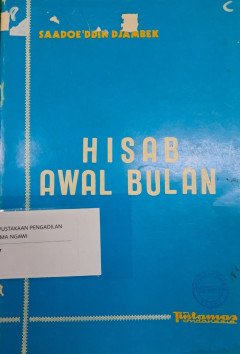 SAADOE'DDIN DJAMBEK
HISAB
AWAL BULAN
PUSTAKAAN PENGADILAN
MA NGAWI
Tintamas